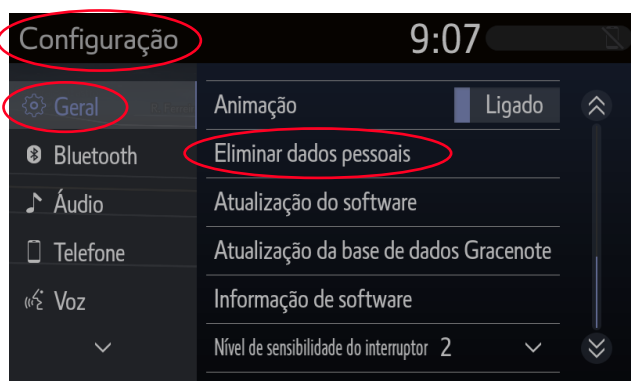 Configuração 9:07
Geral
Animação Ligado
Bluetooth
Eliminar dados pessoais
Áudio
Atualização do software
Telefone
Atualização da base de dados Gracenote
Voz
Informação de software
Nível de sensibilidade do interruptor 2